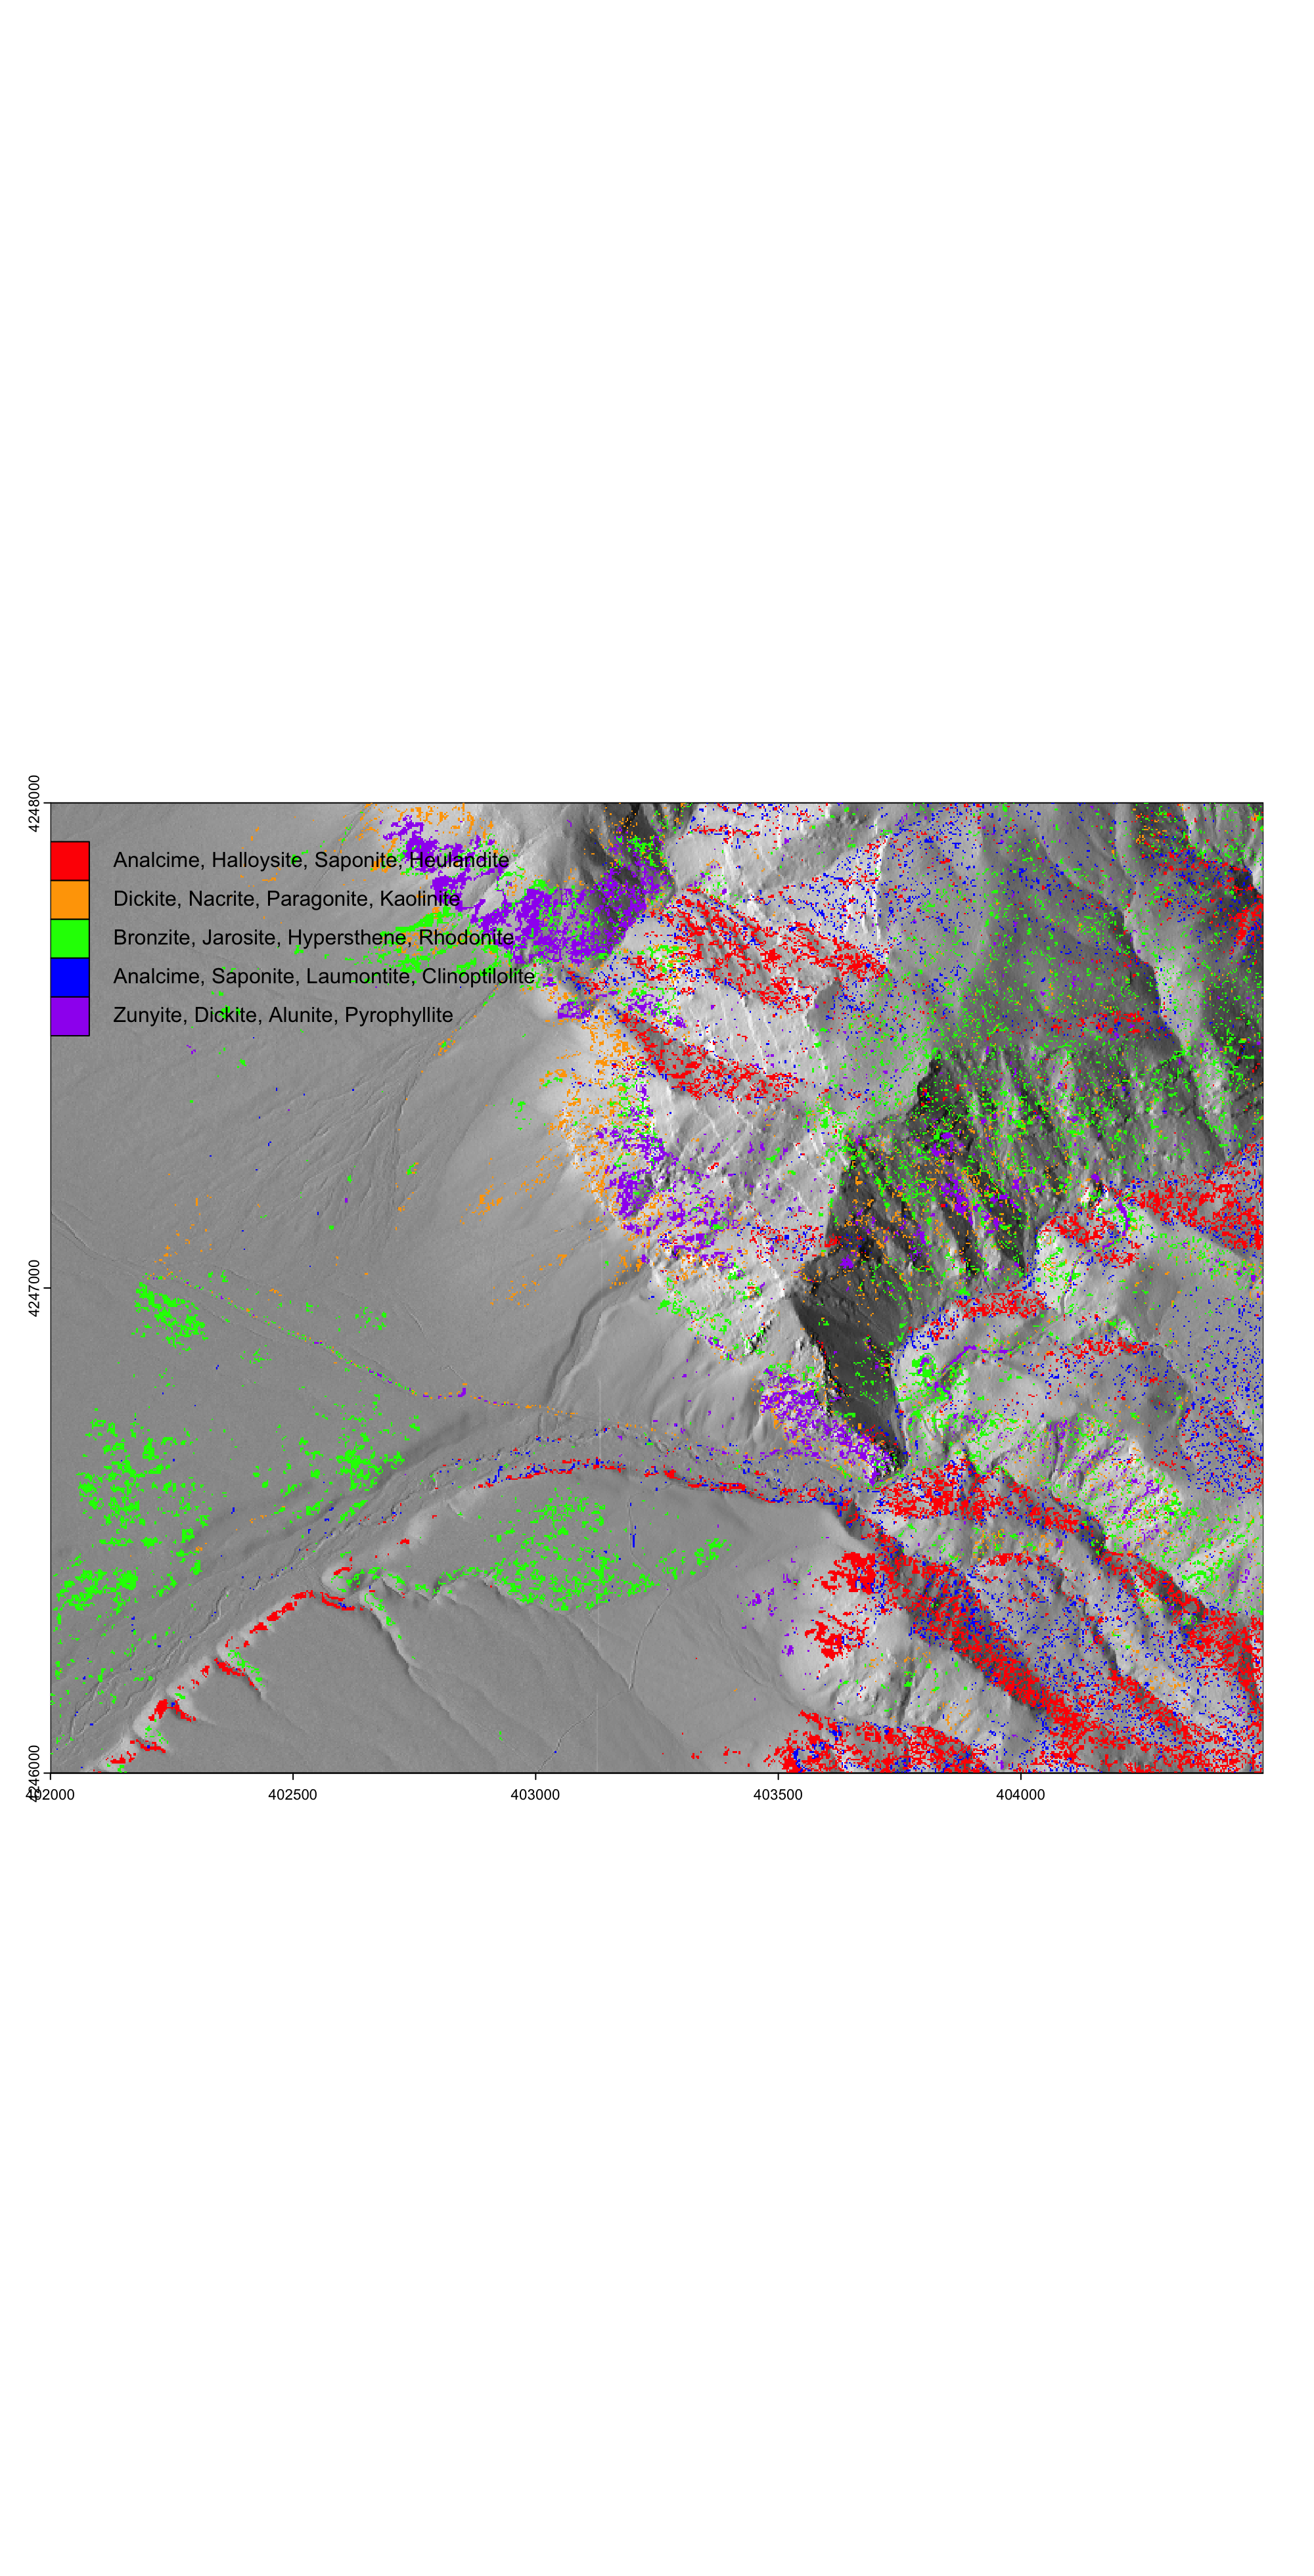 4248000
Analcime, Halloysite, Saponite, Heulandite
Dickite, Nacrite, Paragonite, Kaolinite
Bronzite, Jarosite, Hypersthene, Rhodonite
Analcime, Saponite, Laumontite, Clinoptilolite
Zunyite, Dickite, Alunite, Pyrophyllite
4247000
4246000
402000 402500 403000 403500 404000